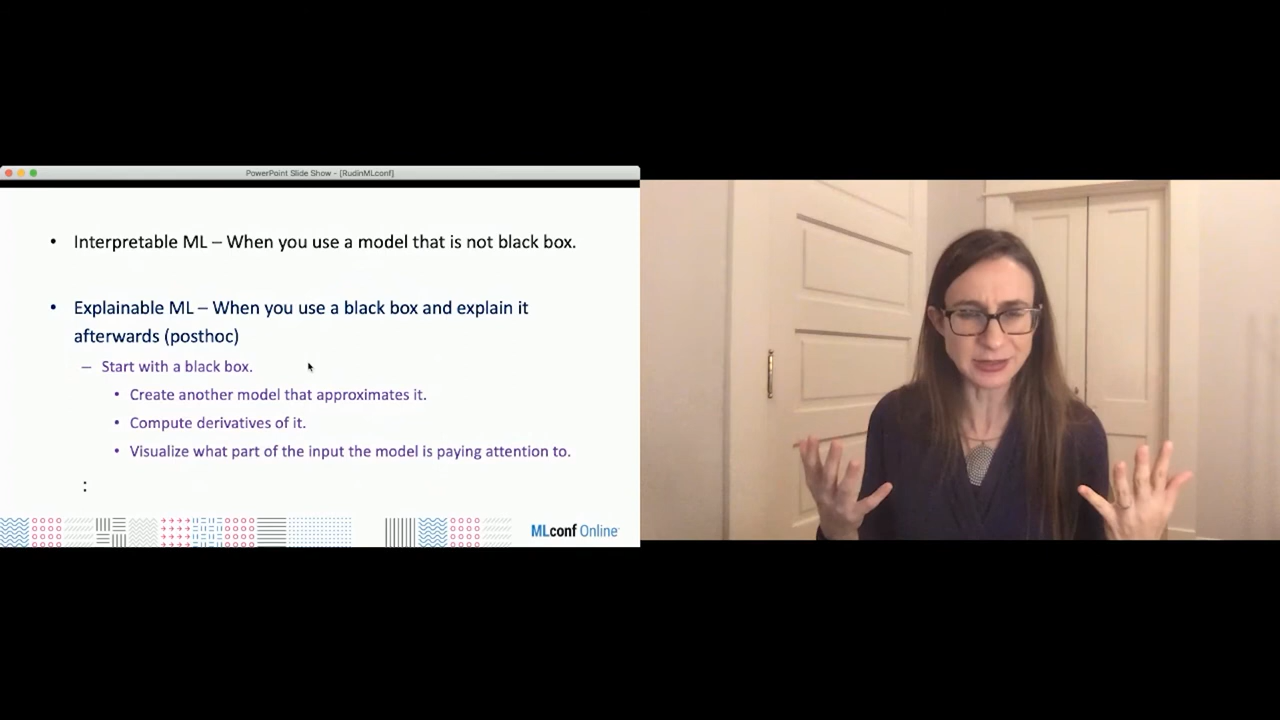 PowerPoint Slide Show - [RudinMLconf]
• Interpretable ML – When you use a model that is not black box.
• Explainable ML – When you use a black box and explain it
afterwards (posthoc)
– Start with a black box.
• Create another model that approximates it.
• Compute derivatives of it.
• Visualize what part of the input the model is paying attention to.
:
MLconf Online